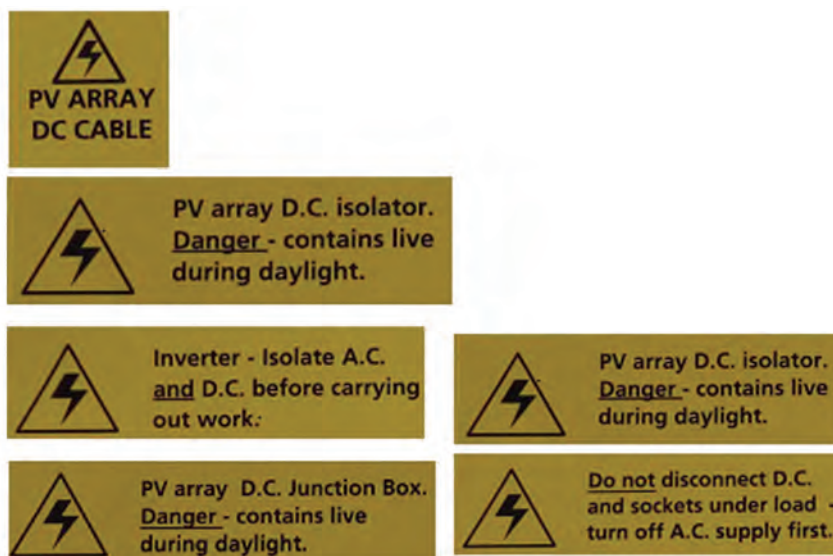 PV ARRAY
DC CABLE
PV array D.C. isolator.
Danger - contains live
during daylight.
Inverter - Isolate A.C.
and D.C. before carrying
out work.
PV array D.C. isolator.
Danger - contains live
during daylight.
PV array D.C. Junction Box.
Danger - contains live
during daylight.
Do not disconnect D.C.
and sockets under load -
turn off A.C. supply first.